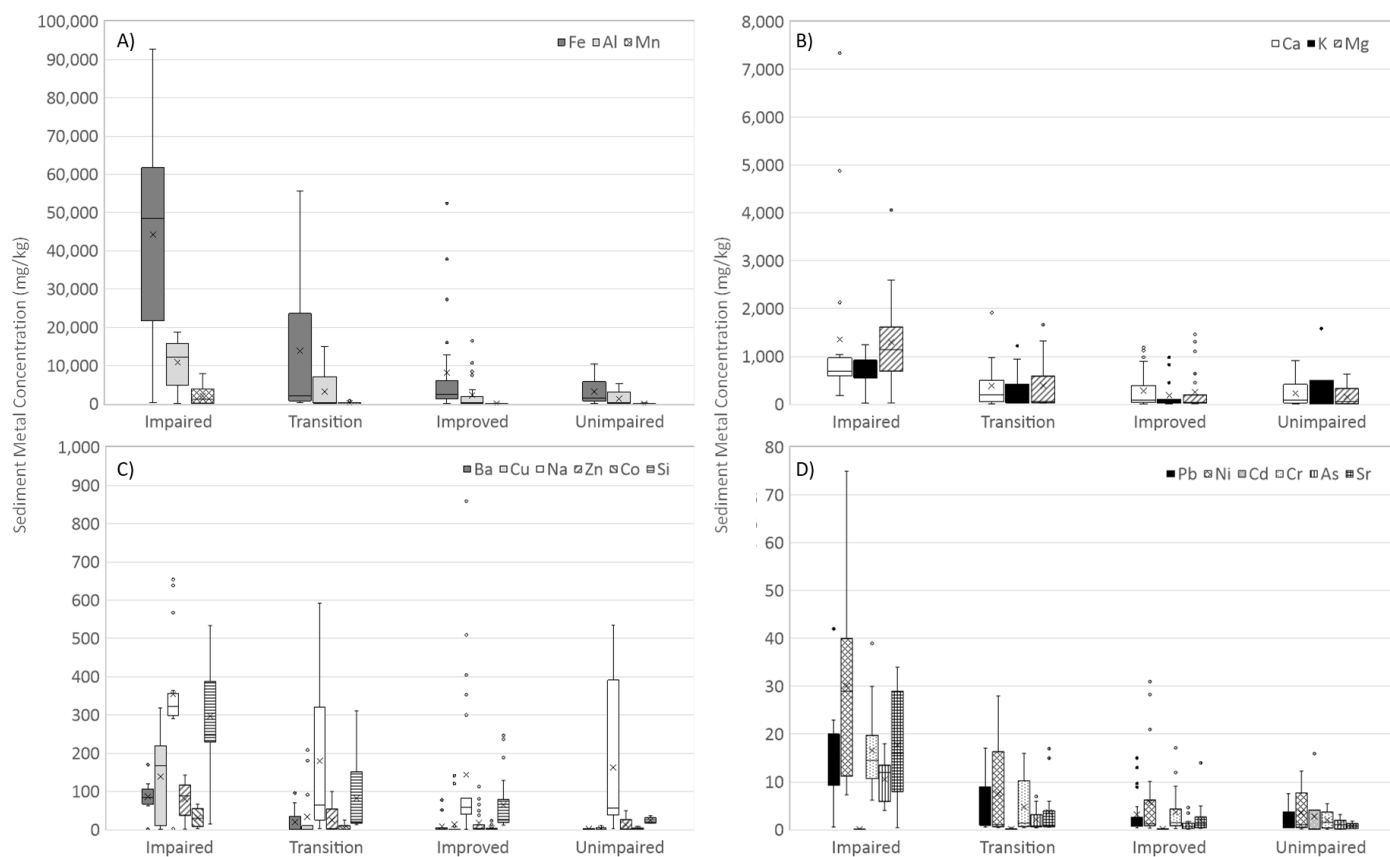 A)
Fe Al Mn
100,000
90,000
80,000
70,000
60,000
50,000
40,000
30,000
20,000
10,000
0
Impaired Transition Improved Unimpaired
B)
Ca K Mg
8,000
7,000
6,000
5,000
4,000
3,000
2,000
1,000
0
Impaired Transition Improved Unimpaired
Sediment Metal Concentration (mg/kg)
Sediment Metal Concentration (mg/kg)
C)
Ba Cu Na Zn Co Si
1,000
900
800
700
600
500
400
300
200
100
0
Impaired Transition Improved Unimpaired
D)
Pb Ni Cd Cr As Sr
80
70
60
50
40
30
20
10
0
Impaired Transition Improved Unimpaired